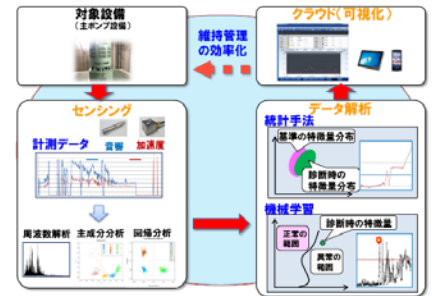 対象設備
(主ポンプ設備)
維持管理
の効率化
クラウド(可視化)
センシング
計測データ
音響
加速度
周波数解析
主成分分析
回帰分析
データ解析
統計手法
基準の特徴量分布
診断時の
特徴量分布
機械学習
診断時の特徴量
正常の
範囲
異常の
範囲